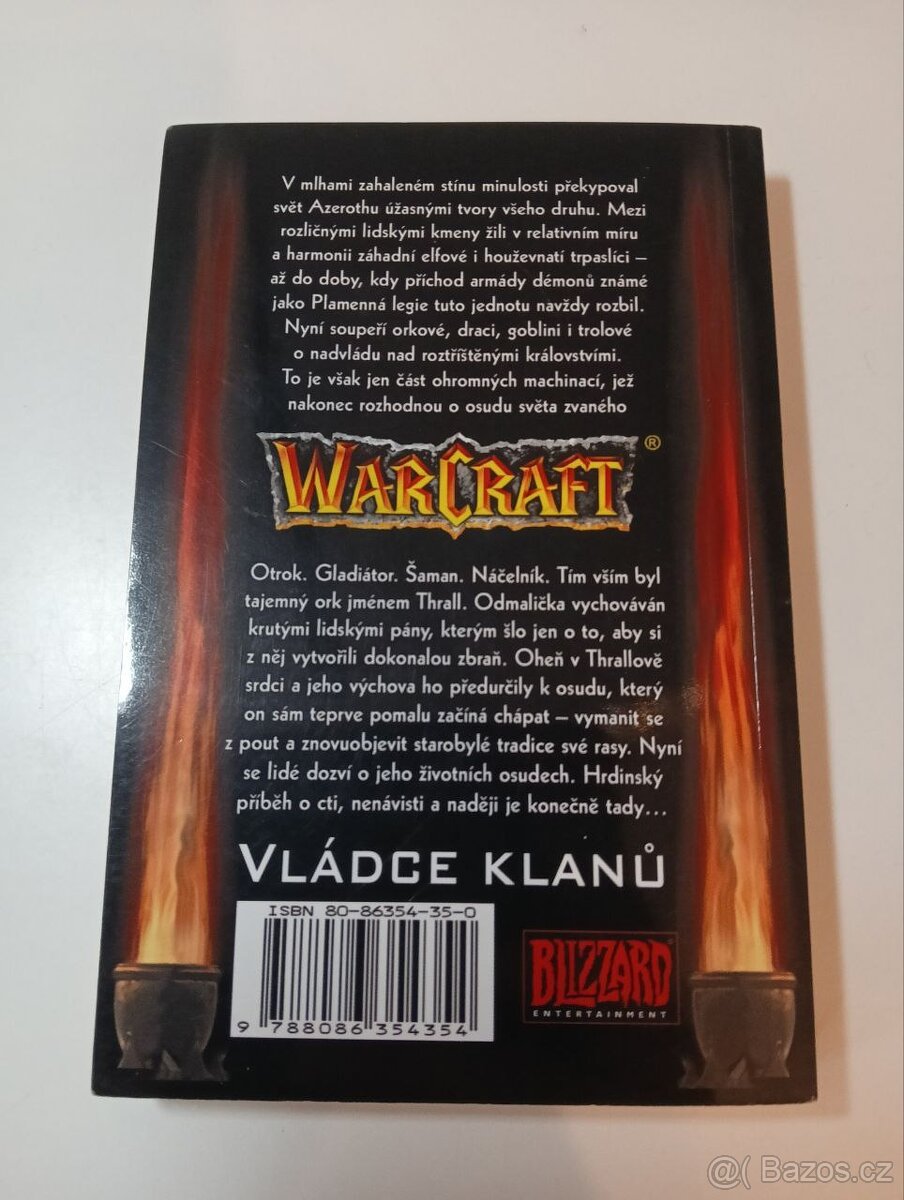 V mlhami zahaleném stínu minulosti překypoval
svět Azerothu úžasnými tvory všeho druhu. Mezi
rozličnými lidskými kmeny žili v relativním míru
a harmonii záhadní elfové i houževnatí trpaslíci –
až do doby, kdy příchod armády démonů známé
jako Plamenná legie tuto jednotu navždy rozbil.
Nyní soupeří orkové, draci, goblini i trolové
o nadvládu nad roztříštěnými královstvími.
To je však jen část ohromných machinací, jež
nakonec rozhodnou o osudu světa zvaného
WARCRAFT®
Otrok. Gladiátor. Šaman. Náčelník. Tím vším byl
tajemný ork jménem Thrall. Odmalička vychováván
krutými lidskými pány, kterým šlo jen o to, aby si
z něj vytvořili dokonalou zbraň. Oheň v Thrallově
srdci a jeho výchova ho předurčily k osudu, který
on sám teprve pomalu začíná chápat – vymanit se
z pout a znovuobjevit starobylé tradice své rasy. Nyní
se lidé dozví o jeho životních osudech. Hrdinský
příběh o cti, nenávisti a naději je konečně tady...
VLÁDCE KLANŮ
ISBN 80-86354-35-0
9 788086 354354
BLIZZARD
ENTERTAINMENT
@( Bazos.cz